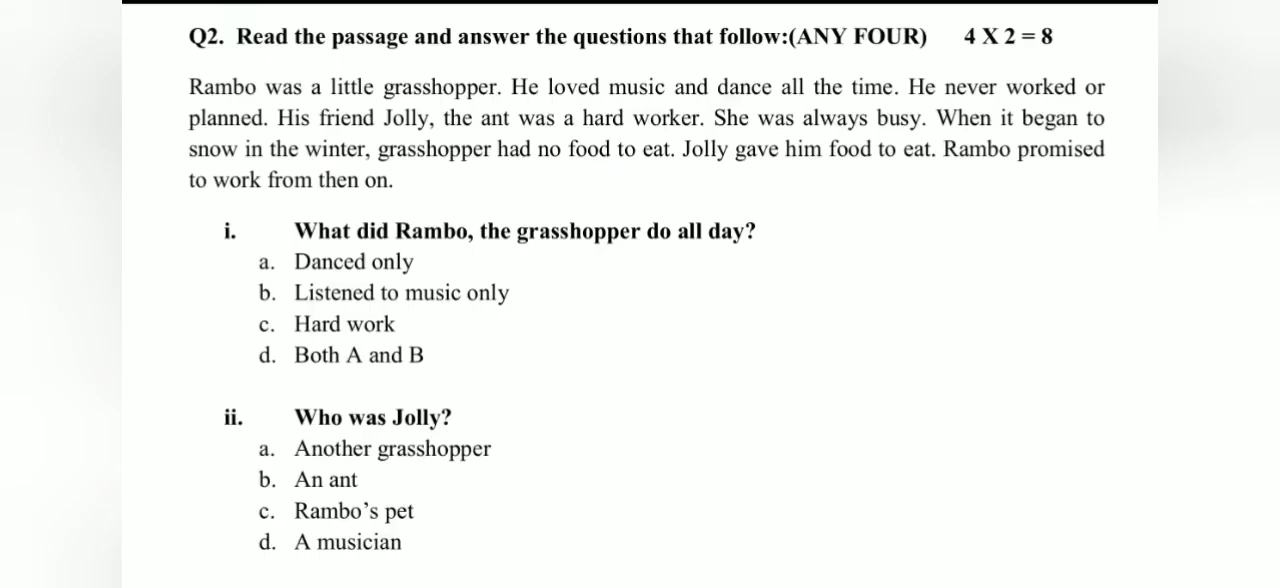 Q2. Read the passage and answer the questions that follow:(ANY FOUR) 4 X 2 = 8
Rambo was a little grasshopper. He loved music and dance all the time. He never worked or
planned. His friend Jolly, the ant was a hard worker. She was always busy. When it began to
snow in the winter, grasshopper had no food to eat. Jolly gave him food to eat. Rambo promised
to work from then on.
i. What did Rambo, the grasshopper do all day?
a. Danced only
b. Listened to music only
c. Hard work
d. Both A and B
ii. Who was Jolly?
a. Another grasshopper
b. An ant
c. Rambo’s pet
d. A musician